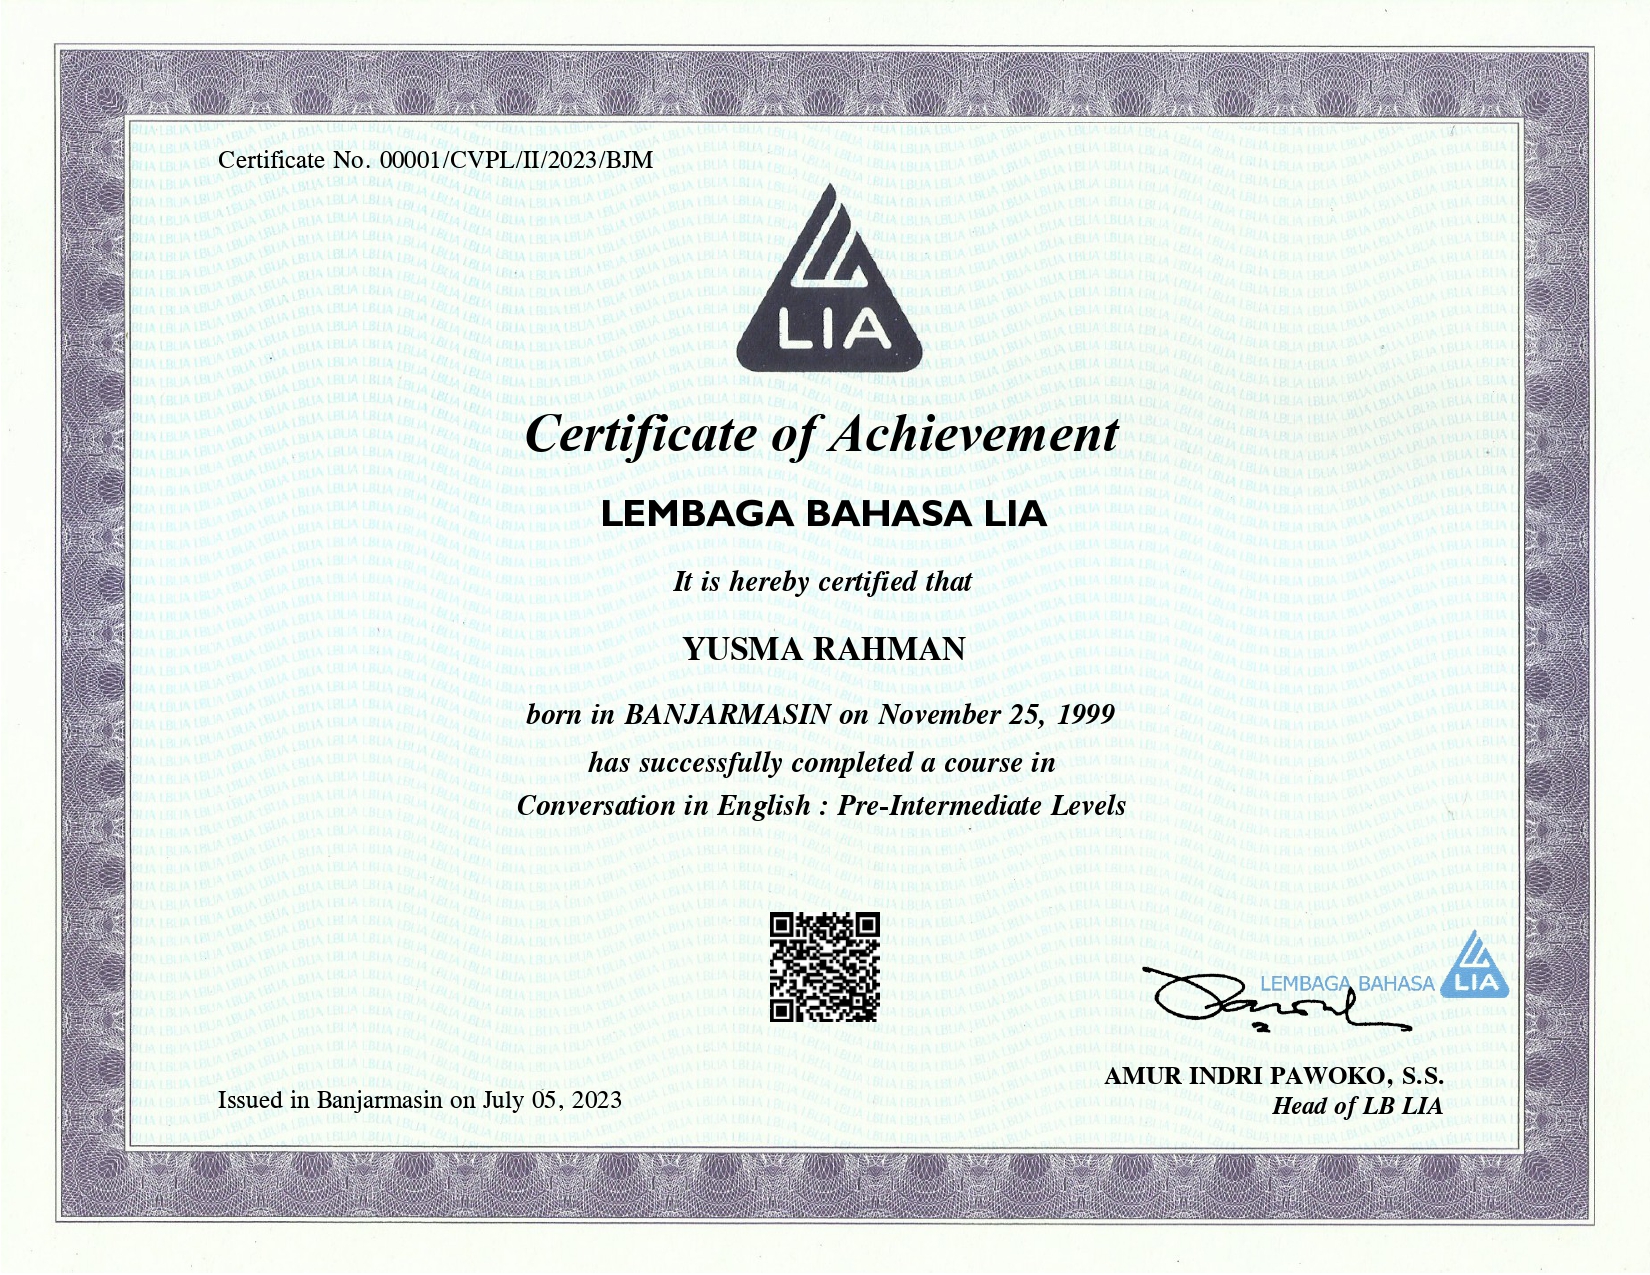 Certificate No. 00001/CVPL/II/2023/BJM
LIA
Certificate of Achievement
LEMBAGA BAHASA LIA
It is hereby certified that
YUSMA RAHMAN
born in BANJARMASIN on November 25, 1999
has successfully completed a course in
Conversation in English : Pre-Intermediate Levels
LEMBAGA BAHASA LIA
AMUR INDRI PAWOKO, S.S.
Head of LB LIA
Issued in Banjarmasin on July 05, 2023